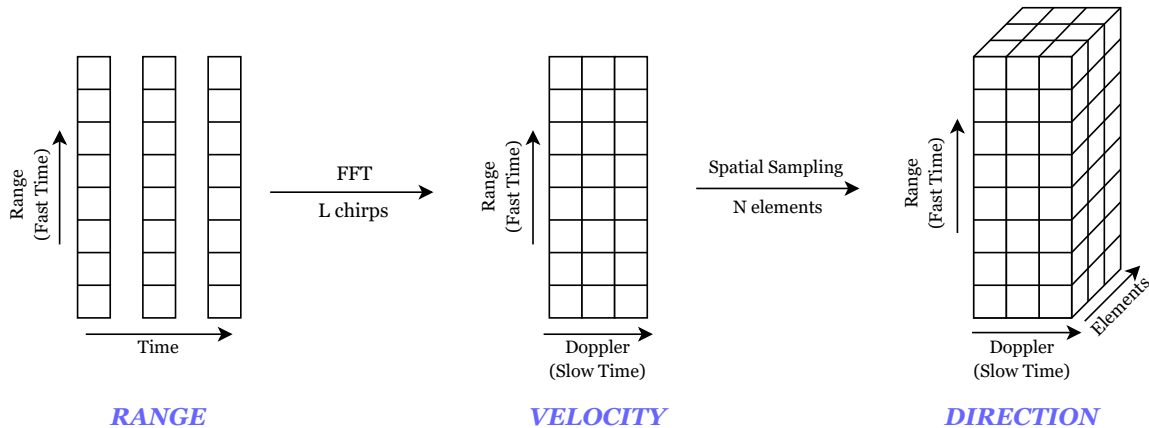 Range
(Fast Time)
Time
RANGE
FFT
L chirps
Range
(Fast Time)
Doppler
(Slow Time)
VELOCITY
Spatial Sampling
N elements
Range
(Fast Time)
Elements
Doppler
(Slow Time)
DIRECTION